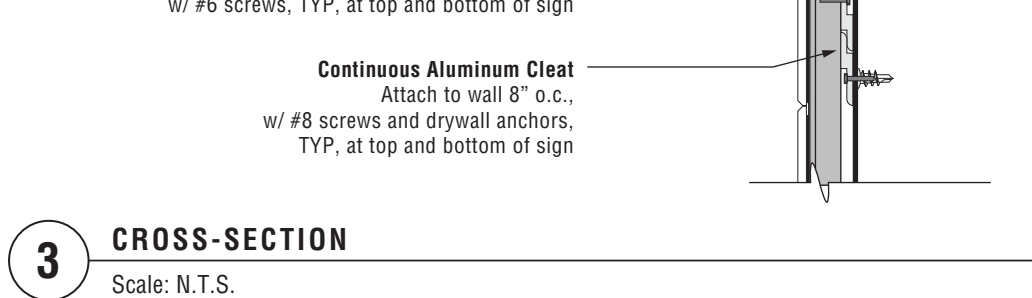 w/ #6 screws, TYP, at top and bottom of sign
Continuous Aluminum Cleat
Attach to wall 8” o.c.,
w/ #8 screws and drywall anchors,
TYP, at top and bottom of sign
3
CROSS-SECTION
Scale: N.T.S.